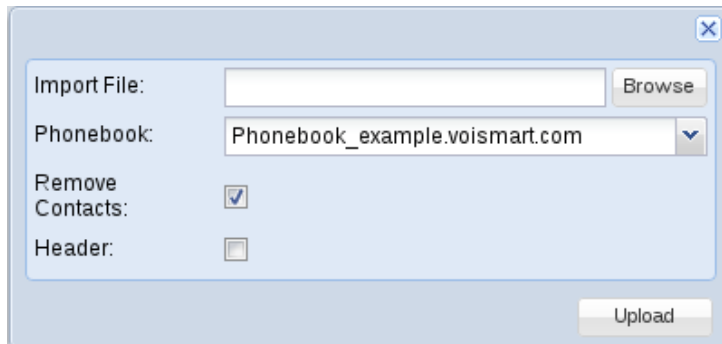 Import File:
Browse
Phonebook:
Phonebook_example.voismart.com
Remove
Contacts:
Header:
Upload